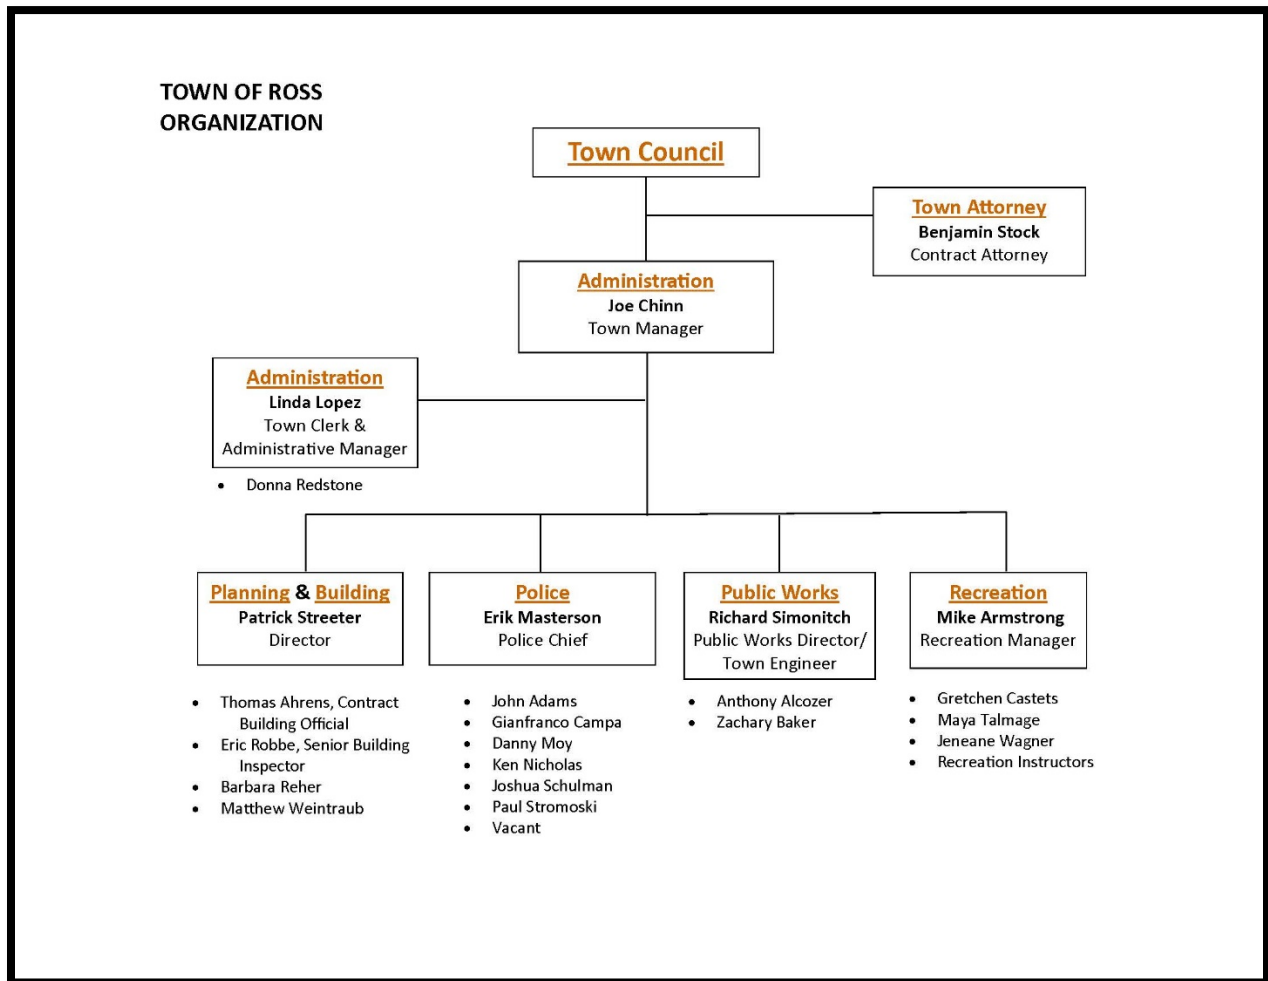 TOWN OF ROSS
ORGANIZATION
Town Council
Town Attorney
Benjamin Stock
Contract Attorney
Administration
Joe Chinn
Town Manager
Administration
Linda Lopez
Town Clerk &
Administrative Manager
• Donna Redstone
Planning & Building
Patrick Streeter
Director
• Thomas Ahrens, Contract
Building Official
• Eric Robbe, Senior Building
Inspector
• Barbara Reher
• Matthew Weintraub
Police
Erik Masterson
Police Chief
• John Adams
• Gianfranco Campa
• Danny Moy
• Ken Nicholas
• Joshua Schulman
• Paul Stromoski
• Vacant
Public Works
Richard Simonitch
Public Works Director/
Town Engineer
• Anthony Alcozer
• Zachary Baker
Recreation
Mike Armstrong
Recreation Manager
• Gretchen Castets
• Maya Talmage
• Jeneane Wagner
• Recreation Instructors